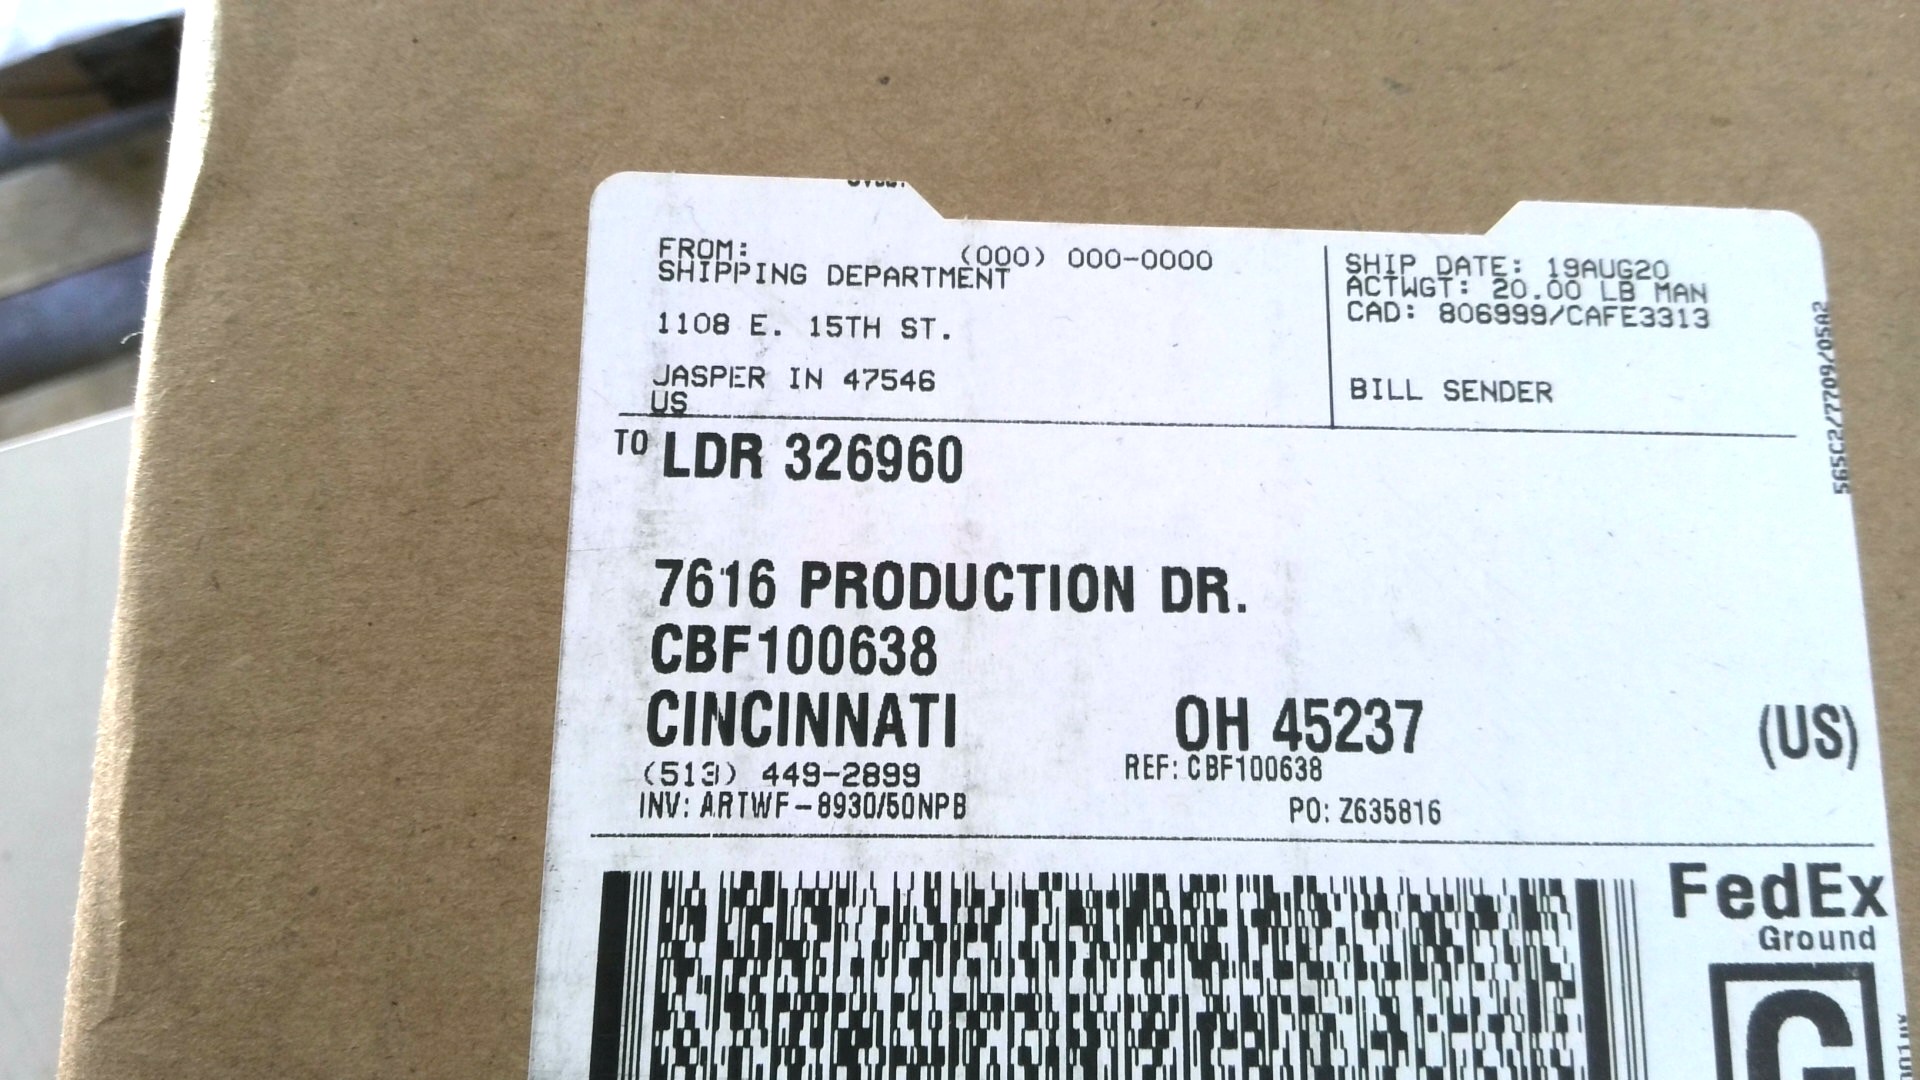 FROM: (000) 000-0000
SHIPPING DEPARTMENT
1108 E. 15TH ST.
JASPER IN 47546
US
SHIP DATE: 19AUG20
ACTWGT: 20.00 LB MAN
CAD: 806999/CAFE3313
BILL SENDER
565C2/7709/05A2
TO LDR 326960
7616 PRODUCTION DR.
CBF100638
CINCINNATI OH 45237 (US)
(513) 449-2899 REF: CBF100638
INV: ARTWF-8930/50NPB PO: Z635816
FedEx
Ground
G